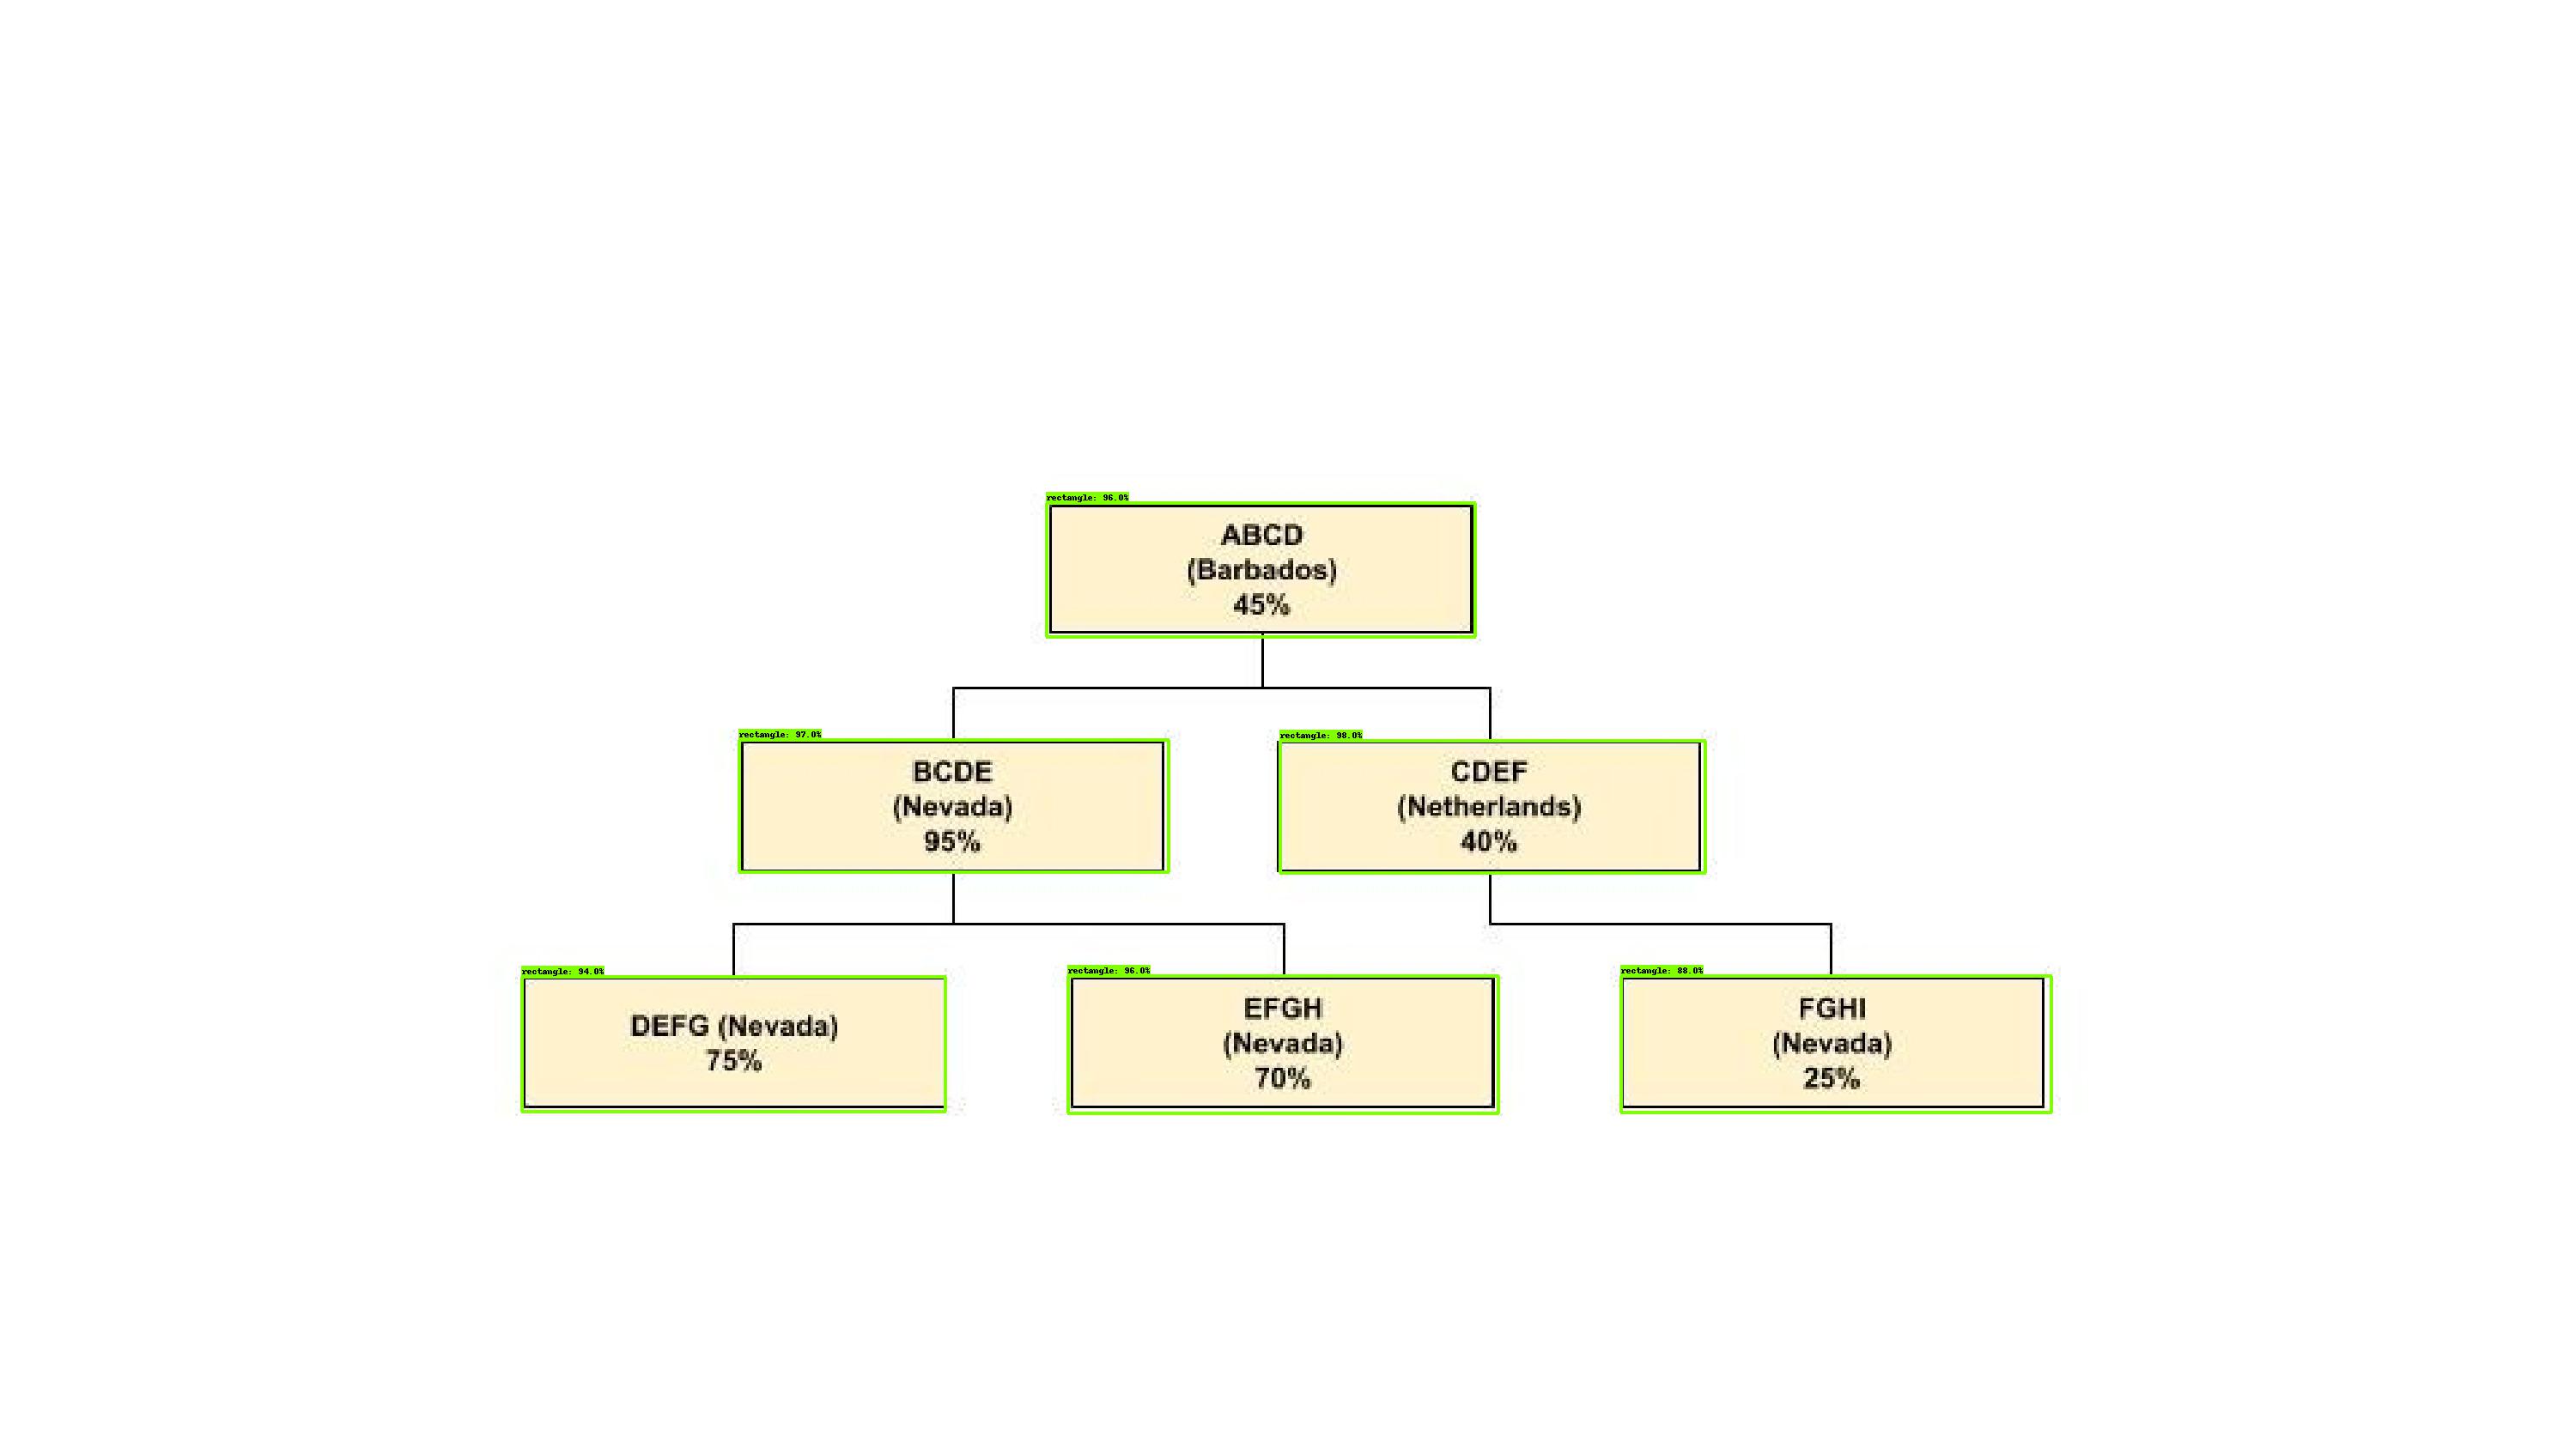 rectangle: 96.0%
ABCD
(Barbados)
45%
rectangle: 97.0%
BCDE
(Nevada)
95%
rectangle: 98.0%
CDEF
(Netherlands)
40%
rectangle: 94.0%
DEFG (Nevada)
75%
rectangle: 96.0%
EFGH
(Nevada)
70%
rectangle: 88.0%
FGHI
(Nevada)
25%